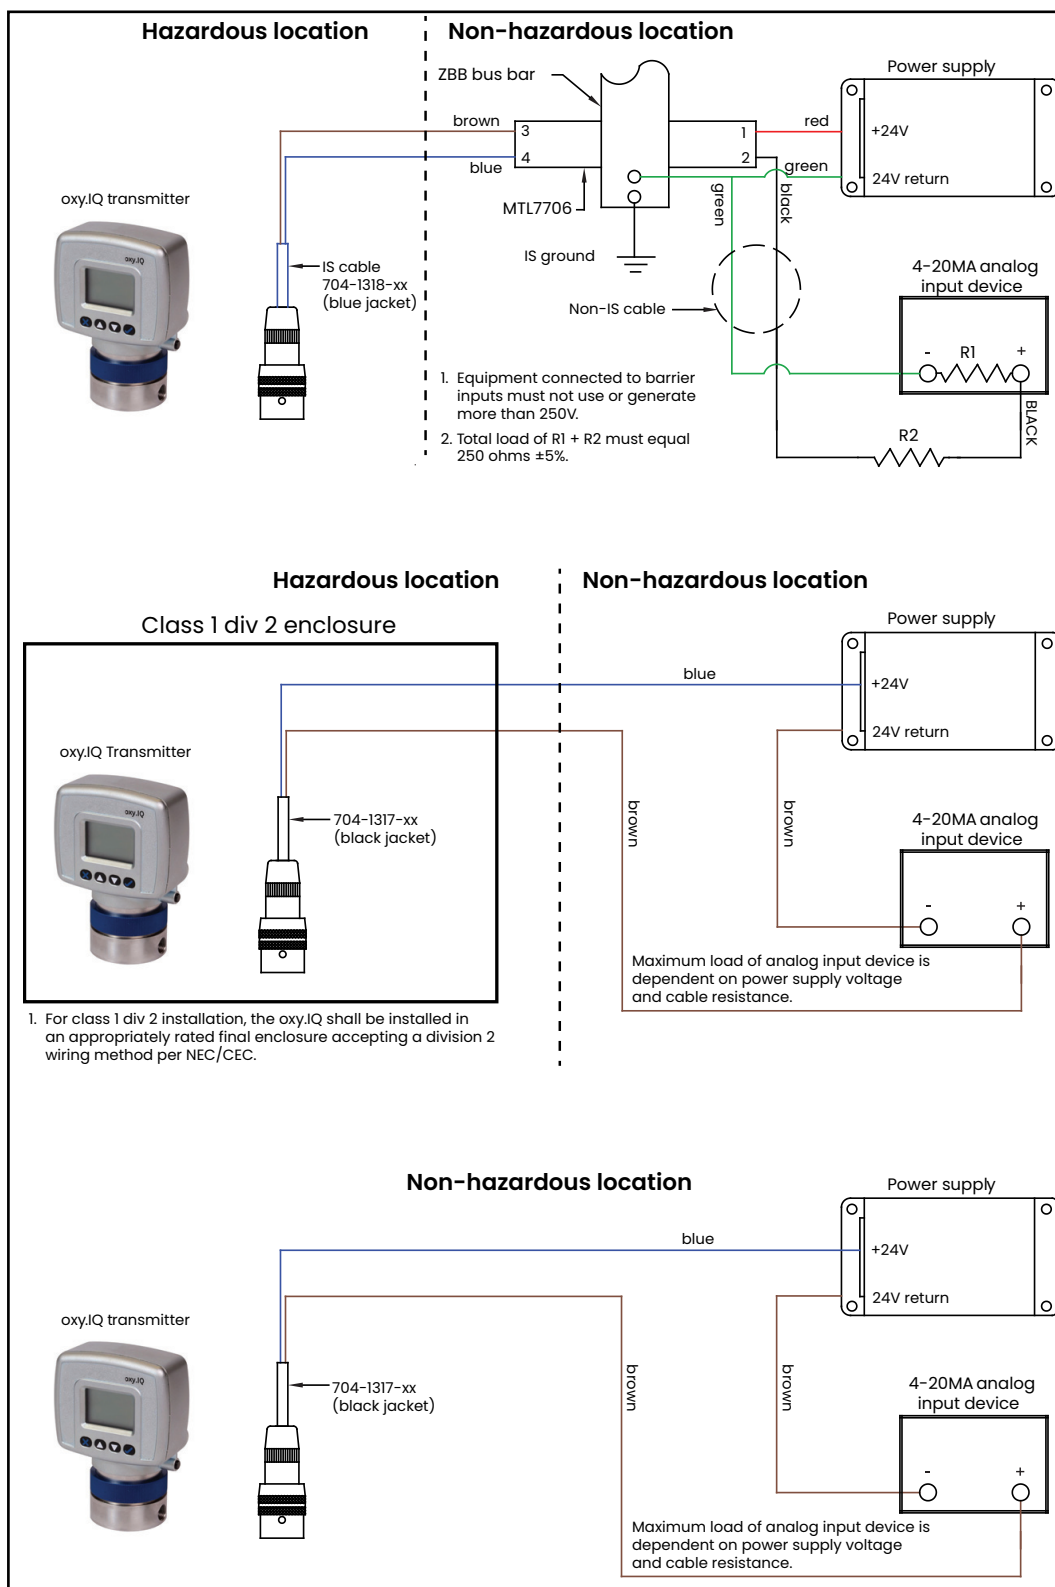 Hazardous location
Non-hazardous location
ZBB bus bar
Power supply
brown
3
1
red
+24V
blue
4
2
green
24V return
oxy.IQ transmitter
MTL7706
green
black
oxy.IQ
IS ground
IS cable
704-1318-xx
(blue jacket)
4-20MA analog
input device
Non-IS cable
- R1 +
1. Equipment connected to barrier
inputs must not use or generate
more than 250V.
BLACK
2. Total load of R1 + R2 must equal
250 ohms ±5%.
R2
Hazardous location
Non-hazardous location
Class 1 div 2 enclosure
Power supply
blue
+24V
24V return
oxy.IQ Transmitter
oxy.IQ
704-1317-xx
(black jacket)
brown
brown
4-20MA analog
input device
- +
Maximum load of analog input device is
dependent on power supply voltage
and cable resistance.
1. For class 1 div 2 installation, the oxy.IQ shall be installed in
an appropriately rated final enclosure accepting a division 2
wiring method per NEC/CEC.
Non-hazardous location
Power supply
blue
+24V
24V return
oxy.IQ transmitter
oxy.IQ
704-1317-xx
(black jacket)
brown
brown
4-20MA analog
input device
- +
Maximum load of analog input device is
dependent on power supply voltage
and cable resistance.